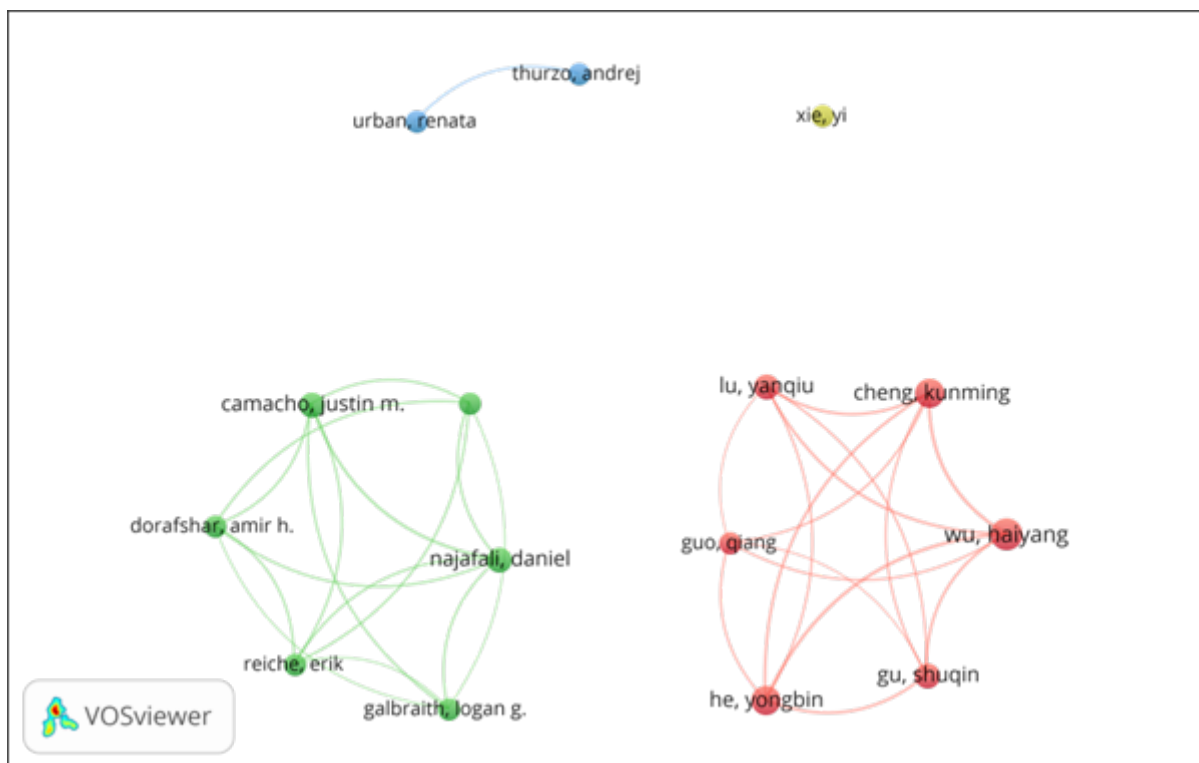 thurzo, andrej
urban, renata
xie, yi
lu, yanqiu
cheng, kunming
camacho, justin m.
dorafshar, amir h.
wu, haiyang
guo, qiang
najafali, daniel
reiche, erik
gu, shuqin
he, yongbin
galbraith, logan g.
VOSviewer